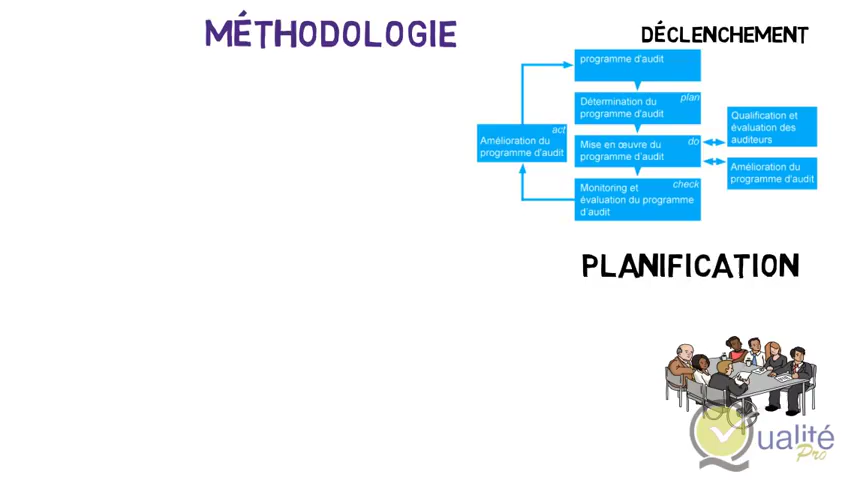 MÉTHODOLOGIE
DÉCLENCHEMENT
programme d'audit
plan
Détermination du
programme d'audit
act
Amélioration du
programme d'audit
do
Mise en œuvre du
programme d'audit
Qualification et
évaluation des
auditeurs
Amélioration du
programme d'audit
check
Monitoring et
évaluation du programme
d'audit
PLANIFICATION
Qualité
Pro